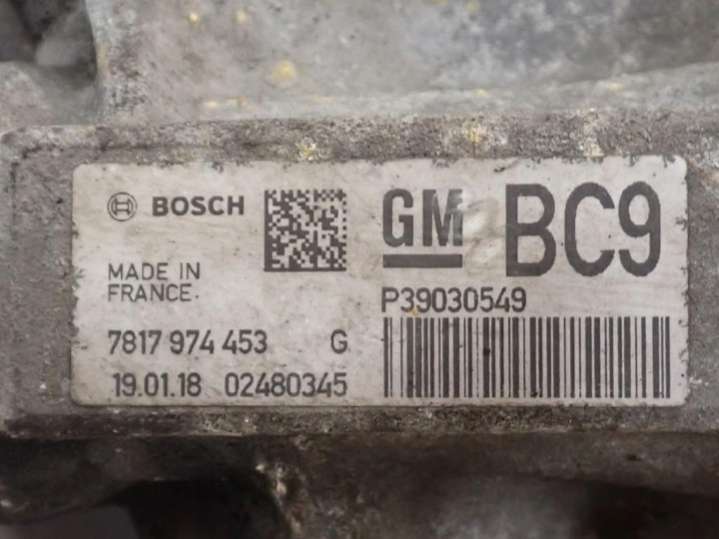 BOSCH
GM BC9
MADE IN
FRANCE.
P39030549
7817 974 453 G
19.01.18 02480345